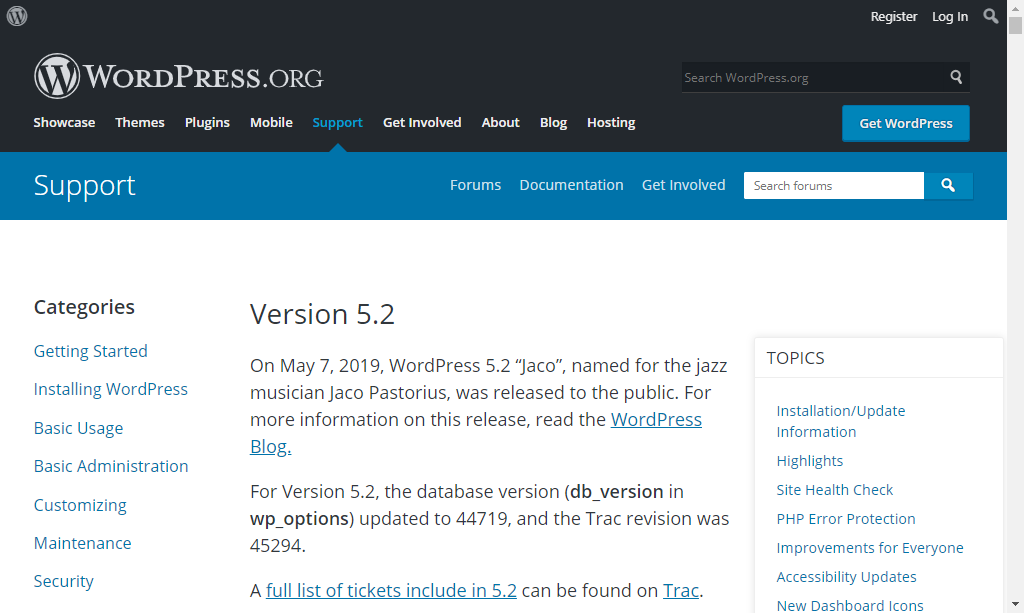 Register Log In
WORDPRESS.ORG
Search WordPress.org
Showcase Themes Plugins Mobile Support Get Involved About Blog Hosting
Get WordPress
Support
Forums Documentation Get Involved
Search forums
Categories
Getting Started
Installing WordPress
Basic Usage
Basic Administration
Customizing
Maintenance
Security
Version 5.2
On May 7, 2019, WordPress 5.2 “Jaco”, named for the jazz
musician Jaco Pastorius, was released to the public. For
more information on this release, read the WordPress
Blog.
For Version 5.2, the database version (db_version in
wp_options) updated to 44719, and the Trac revision was
45294.
A full list of tickets include in 5.2 can be found on Trac.
TOPICS
Installation/Update
Information
Highlights
Site Health Check
PHP Error Protection
Improvements for Everyone
Accessibility Updates
New Dashboard Icons